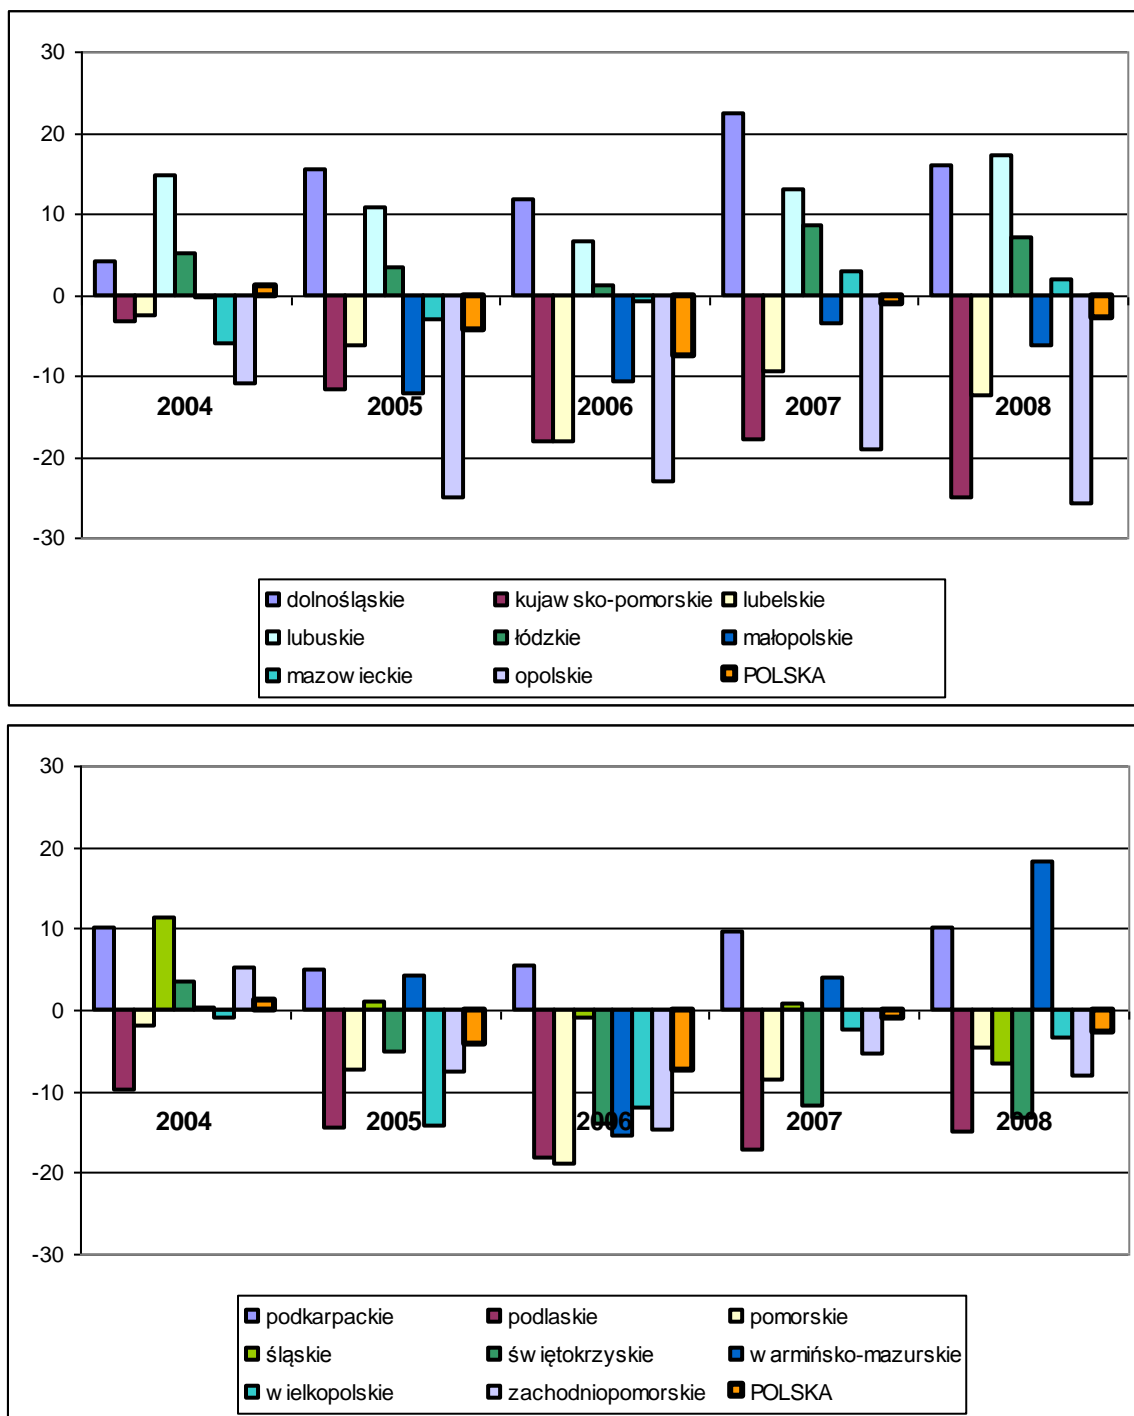 30
20
10
0
-10
-20
-30
2004 2005 2006 2007 2008
dolnośląskie kujaw sko-pomorskie lubelskie
lubuskie łódzkie małopolskie
mazow ieckie opolskie POLSKA
30
20
10
0
-10
-20
-30
2004 2005 2006 2007 2008
podkarpackie podlaskie pomorskie
śląskie św iętokrzyskie w armińsko-mazurskie
w ielkopolskie zachodniopomorskie POLSKA